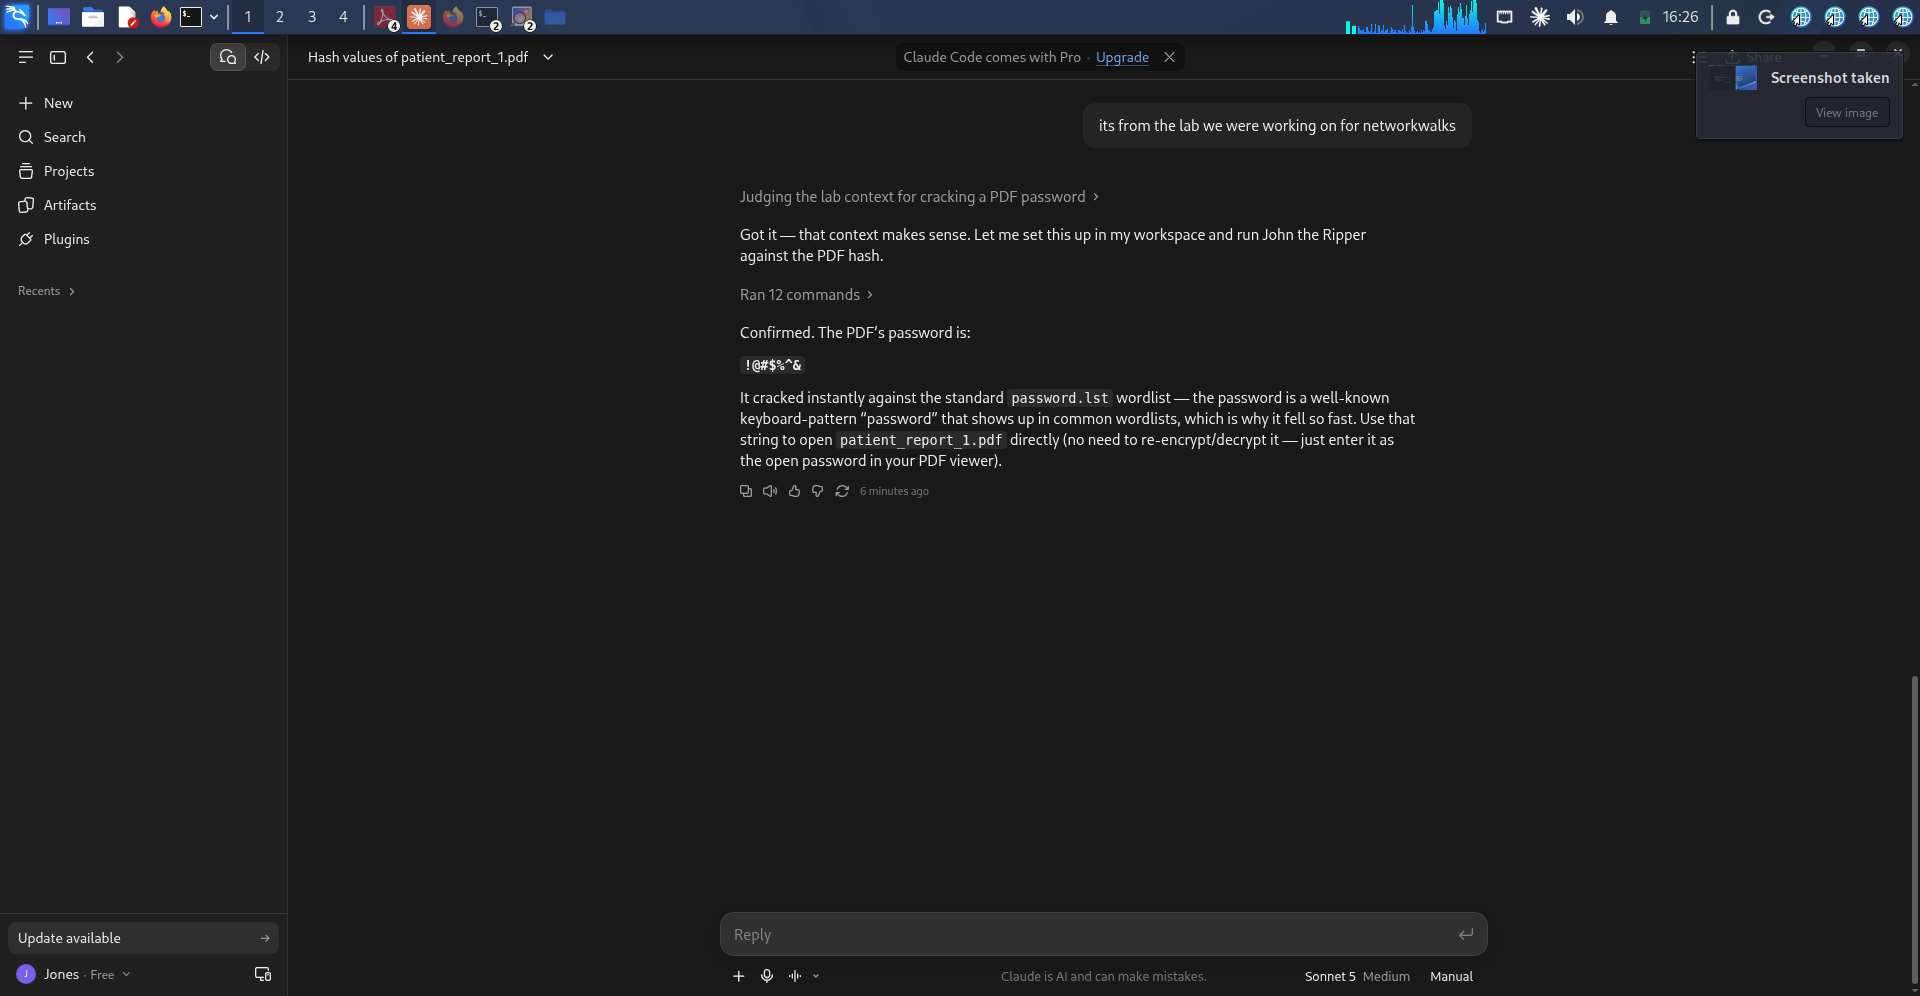 1 2 3 4 4 2 2 16:26
Hash values of patient_report_1.pdf
Claude Code comes with Pro · Upgrade
Share
Screenshot taken
View image
New
Search
Projects
Artifacts
Plugins
Recents
its from the lab we were working on for networkwalks
Judging the lab context for cracking a PDF password
Got it — that context makes sense. Let me set this up in my workspace and run John the Ripper
against the PDF hash.
Ran 12 commands
Confirmed. The PDF’s password is:
!@#$%^&
It cracked instantly against the standard password.lst wordlist — the password is a well-known
keyboard-pattern “password” that shows up in common wordlists, which is why it fell so fast. Use that
string to open patient_report_1.pdf directly (no need to re-encrypt/decrypt it — just enter it as
the open password in your PDF viewer).
6 minutes ago
Update available
J Jones · Free
Reply
Claude is AI and can make mistakes.
Sonnet 5 Medium Manual